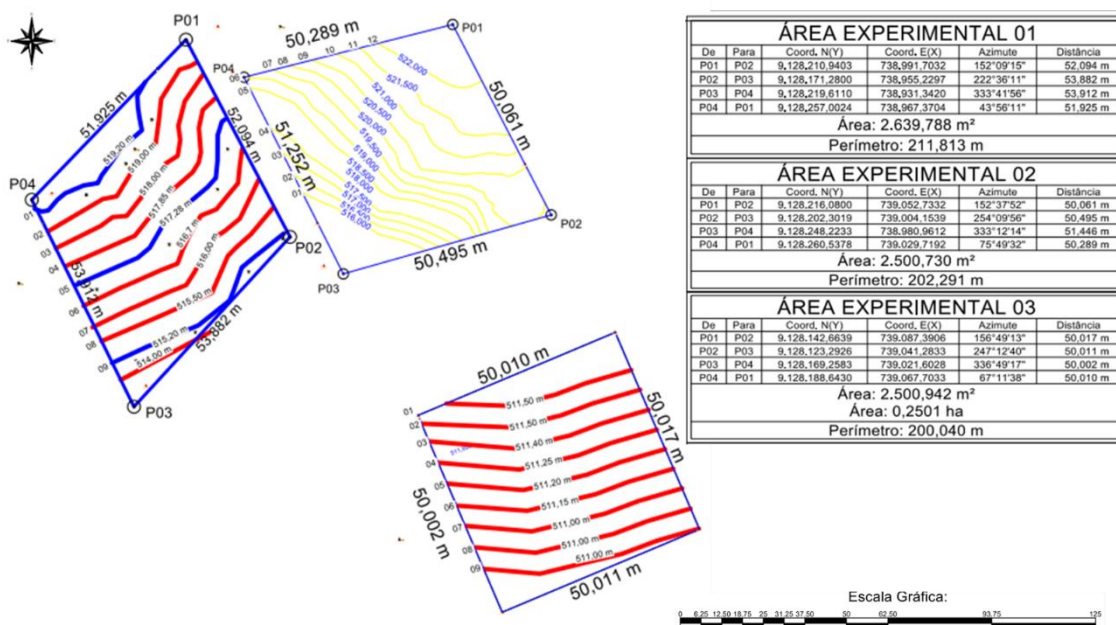 P01
P04
P02
P03
51,925 m
52,094 m
53,912 m
53,882 m
519,20 m
519,00 m
518,00 m
517,85 m
517,28 m
516,7 m
516,00 m
515,50 m
515,20 m
514,00 m
01
02
03
04
05
06
07
08
09
50,289 m
P01
P04
P02
P03
50,061 m
51,252 m
50,495 m
06
07
08
09
10
11
12
05
04
03
02
01
522,000
521,500
521,000
520,500
520,000
519,500
519,000
518,500
518,000
517,500
517,000
516,500
516,000
50,010 m
50,017 m
50,002 m
50,011 m
01
02
03
04
05
06
07
08
09
511,50 m
511,50 m
511,40 m
511,25 m
511,20 m
511,15 m
511,00 m
511,00 m
511,00 m
ÁREA EXPERIMENTAL 01
De Para Coord. N(Y) Coord. E(X) Azimute Distância
P01 P02 9.128.210,9403 738.991,7032 152°09'15" 52,094 m
P02 P03 9.128.171,2800 738.955,2297 222°36'11" 53,882 m
P03 P04 9.128.219,6110 738.931,3420 333°41'56" 53,912 m
P04 P01 9.128.257,0024 738.967,3704 43°56'11" 51,925 m
Área: 2.639,788 m²
Perímetro: 211,813 m
ÁREA EXPERIMENTAL 02
De Para Coord. N(Y) Coord. E(X) Azimute Distância
P01 P02 9.128.216,0800 739.052,7332 152°37'52" 50,061 m
P02 P03 9.128.202,3019 739.004,1539 254°09'56" 50,495 m
P03 P04 9.128.248,2233 738.980,9612 333°12'14" 51,446 m
P04 P01 9.128.260,5378 739.029,7192 75°49'32" 50,289 m
Área: 2.500,730 m²
Perímetro: 202,291 m
ÁREA EXPERIMENTAL 03
De Para Coord. N(Y) Coord. E(X) Azimute Distância
P01 P02 9.128.142,6639 739.087,3906 156°49'13" 50,017 m
P02 P03 9.128.123,2926 739.041,2833 247°12'40" 50,011 m
P03 P04 9.128.169,2583 739.021,6028 336°49'17" 50,002 m
P04 P01 9.128.188,6430 739.067,7033 67°11'38" 50,010 m
Área: 2.500,942 m²
Área: 0,2501 ha
Perímetro: 200,040 m
Escala Gráfica:
0 6,25 12,50 18,75 25 31,25 37,50 50 62,50 93,75 125